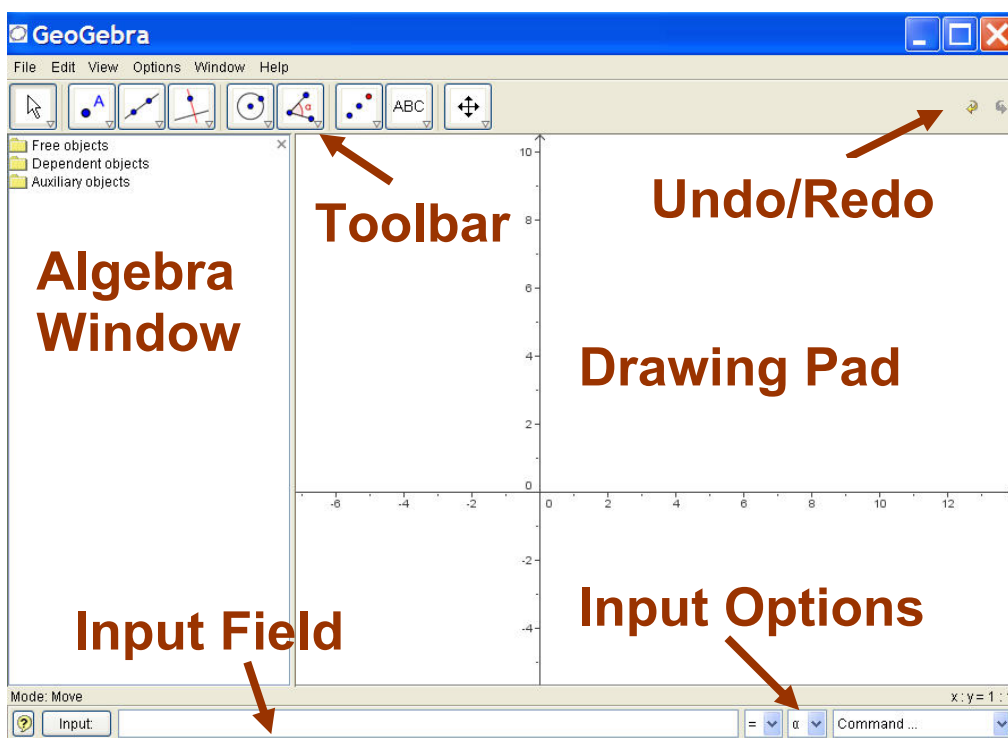 GeoGebra
File Edit View Options Window Help
A
α
ABC
Free objects
Dependent objects
Auxiliary objects
Undo/Redo
Toolbar
Algebra
Window
Drawing Pad
10
8
6
4
2
0
-6 -4 -2 0 2 4 6 8 10 12
-2
-4
Input Options
Input Field
Mode: Move
x : y = 1 :
? Input: = α Command ...